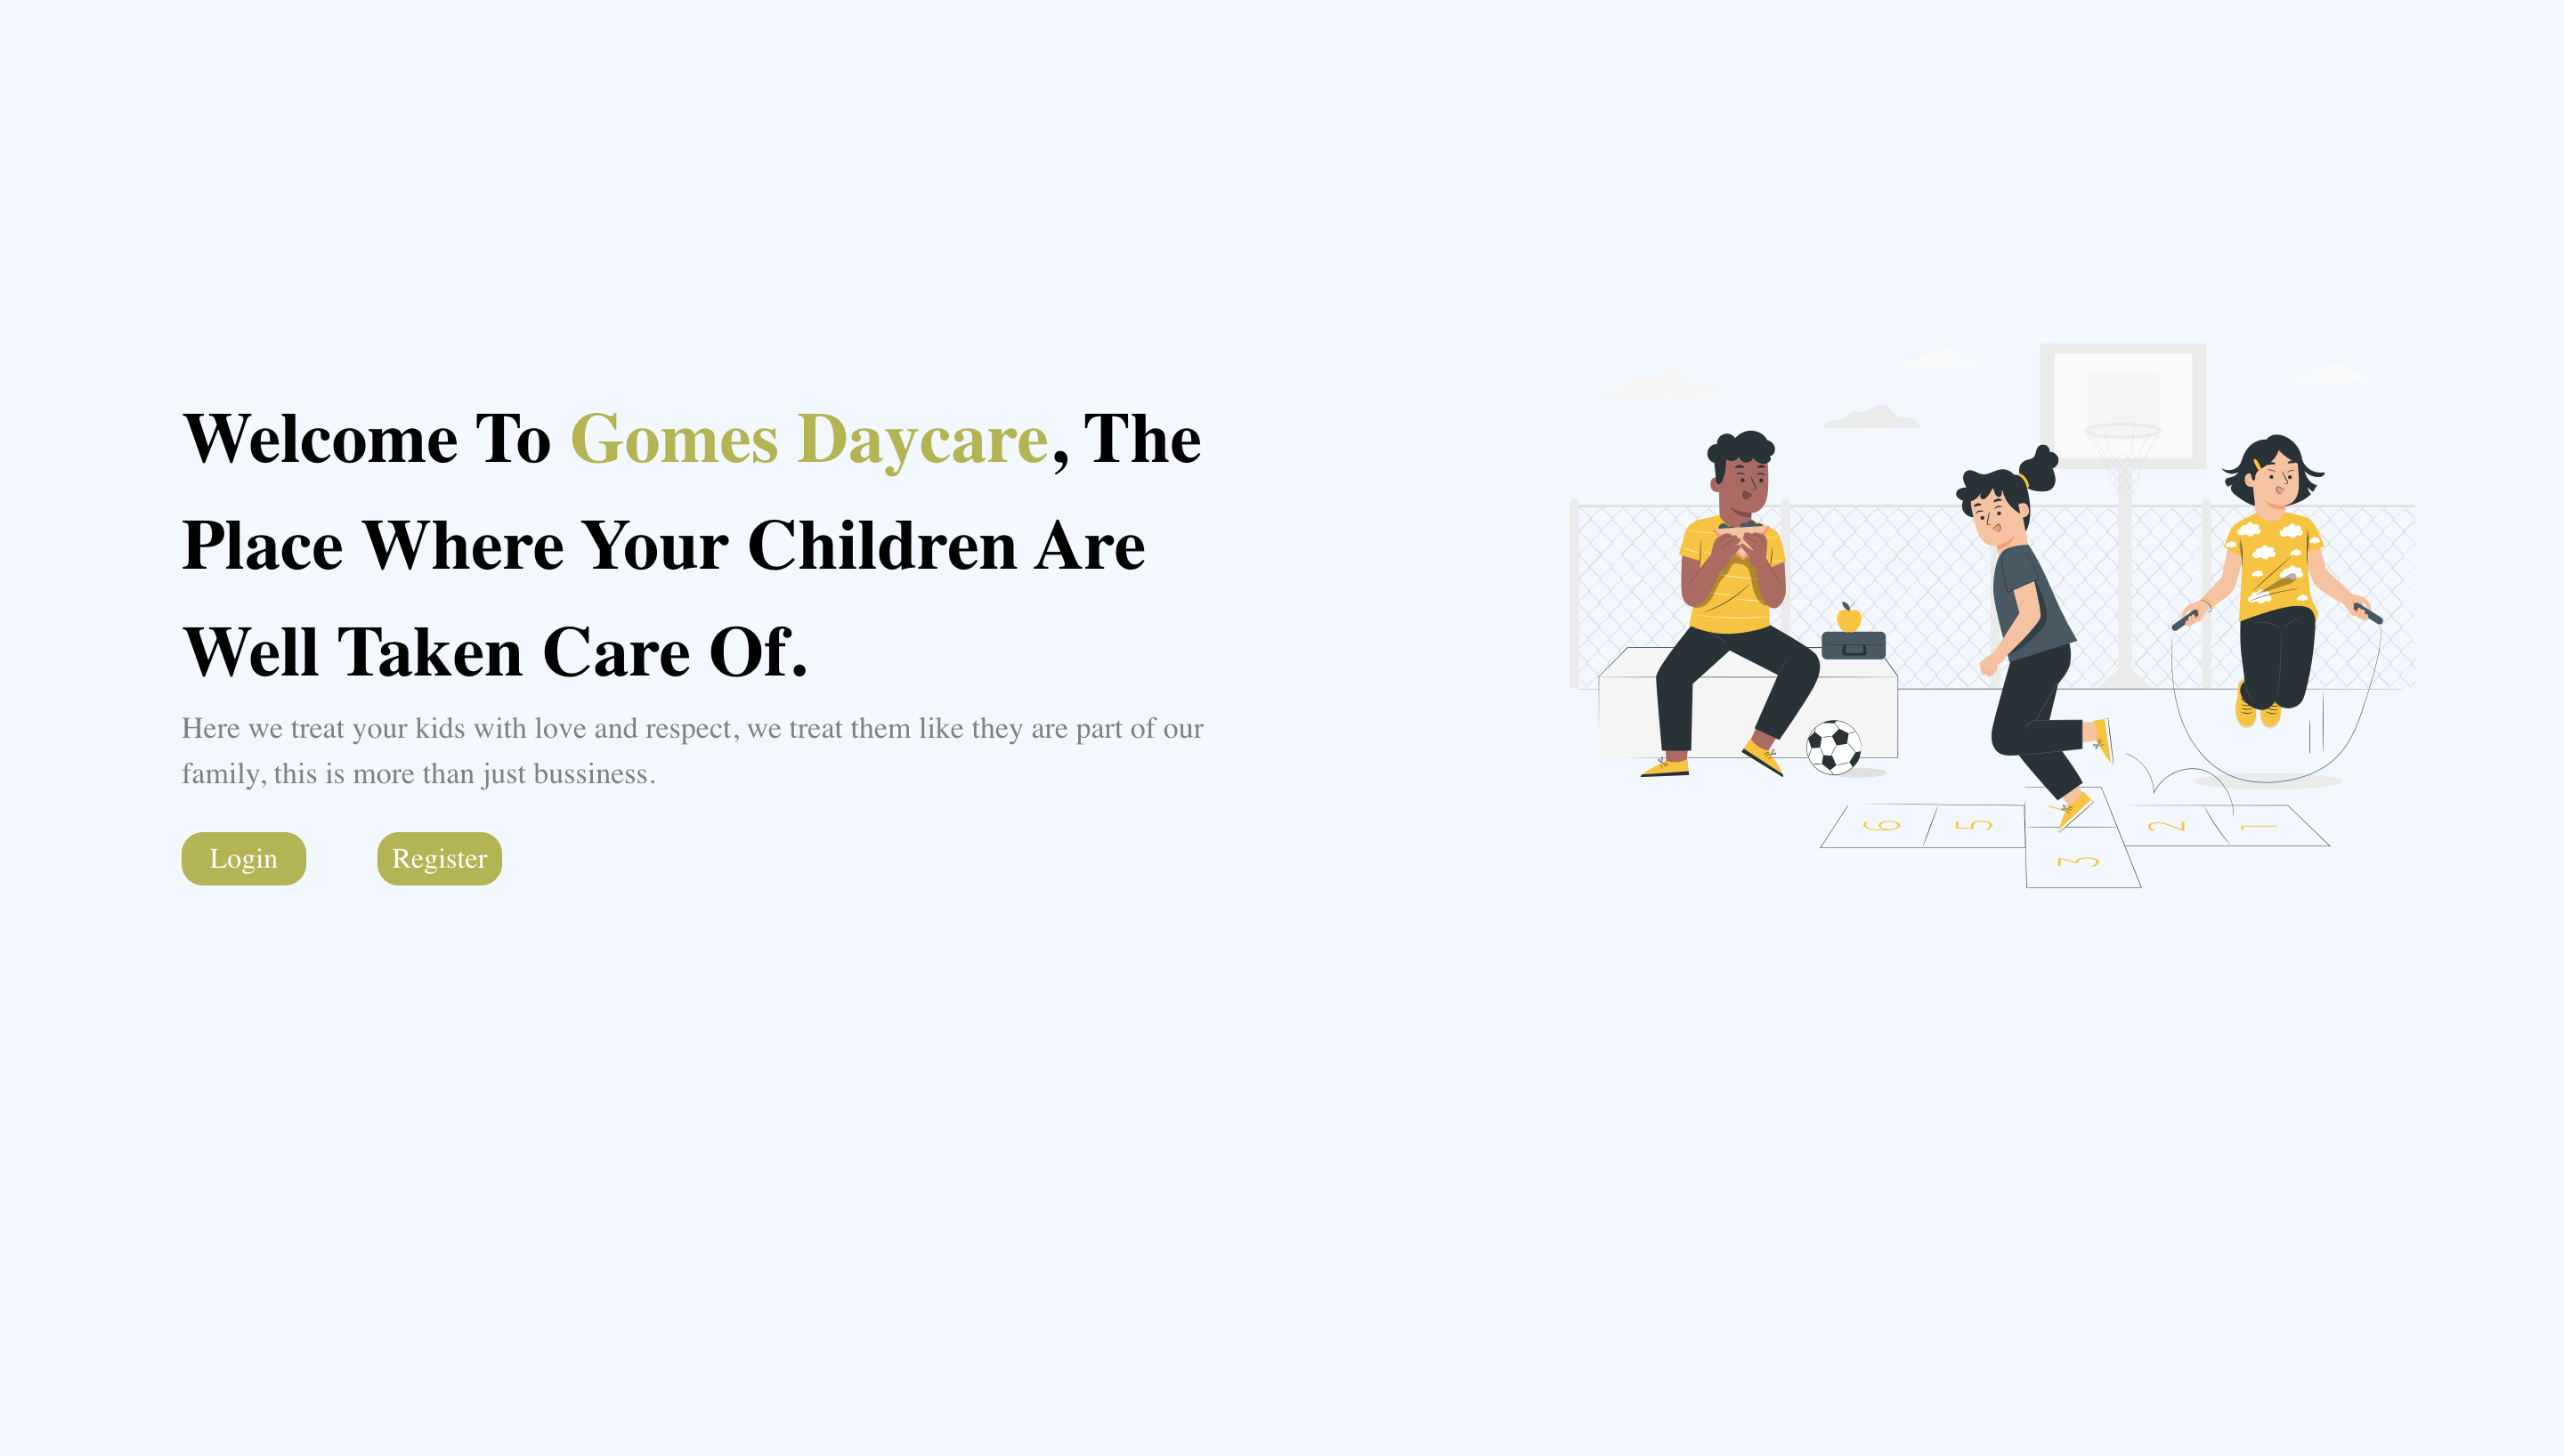 Welcome To Gomes Daycare, The
Place Where Your Children Are
Well Taken Care Of.
Here we treat your kids with love and respect, we treat them like they are part of our
family, this is more than just bussiness.
Login Register
6 5 2 1
3